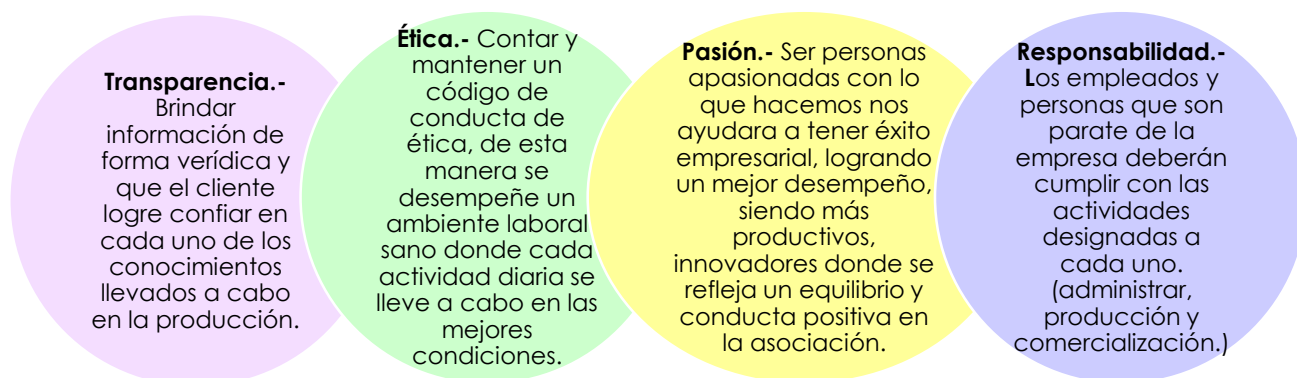 Transparencia.-
Brindar
información de
forma verídica y
que el cliente
logre confiar en
cada uno de los
conocimientos
llevados a cabo
en la producción.
Ética.- Contar y
mantener un
código de
conducta de
ética, de esta
manera se
desempeñe un
ambiente laboral
sano donde cada
actividad diaria se
lleve a cabo en las
mejores
condiciones.
Pasión.- Ser personas
apasionadas con lo
que hacemos nos
ayudara a tener éxito
empresarial, logrando
un mejor desempeño,
siendo más
productivos,
innovadores donde se
refleja un equilibrio y
conducta positiva en
la asociación.
Responsabilidad.-
Los empleados y
personas que son
parate de la
empresa deberán
cumplir con las
actividades
designadas a
cada uno.
(administrar,
producción y
comercialización.)